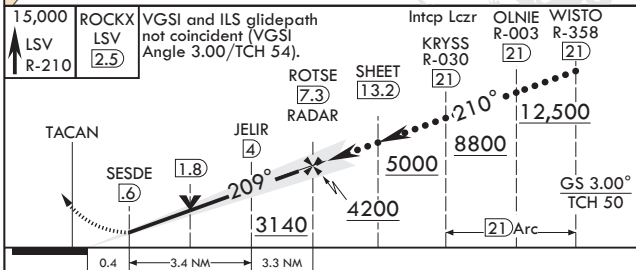 15,000
LSV
R-210
ROCKX
LSV
2.5
VGSI and ILS glidepath
not coincident (VGSI
Angle 3.00/TCH 54).
Intcp Lczr
KRYSS
R-030
21
OLNIE
R-003
21
WISTO
R-358
21
ROTSE
7.3
RADAR
SHEET
13.2
TACAN
SESDE
.6
1.8
JELIR
4
209°
210°
12,500
8800
5000
4200
3140
GS 3.00°
TCH 50
21 Arc
0.4
3.4 NM
3.3 NM